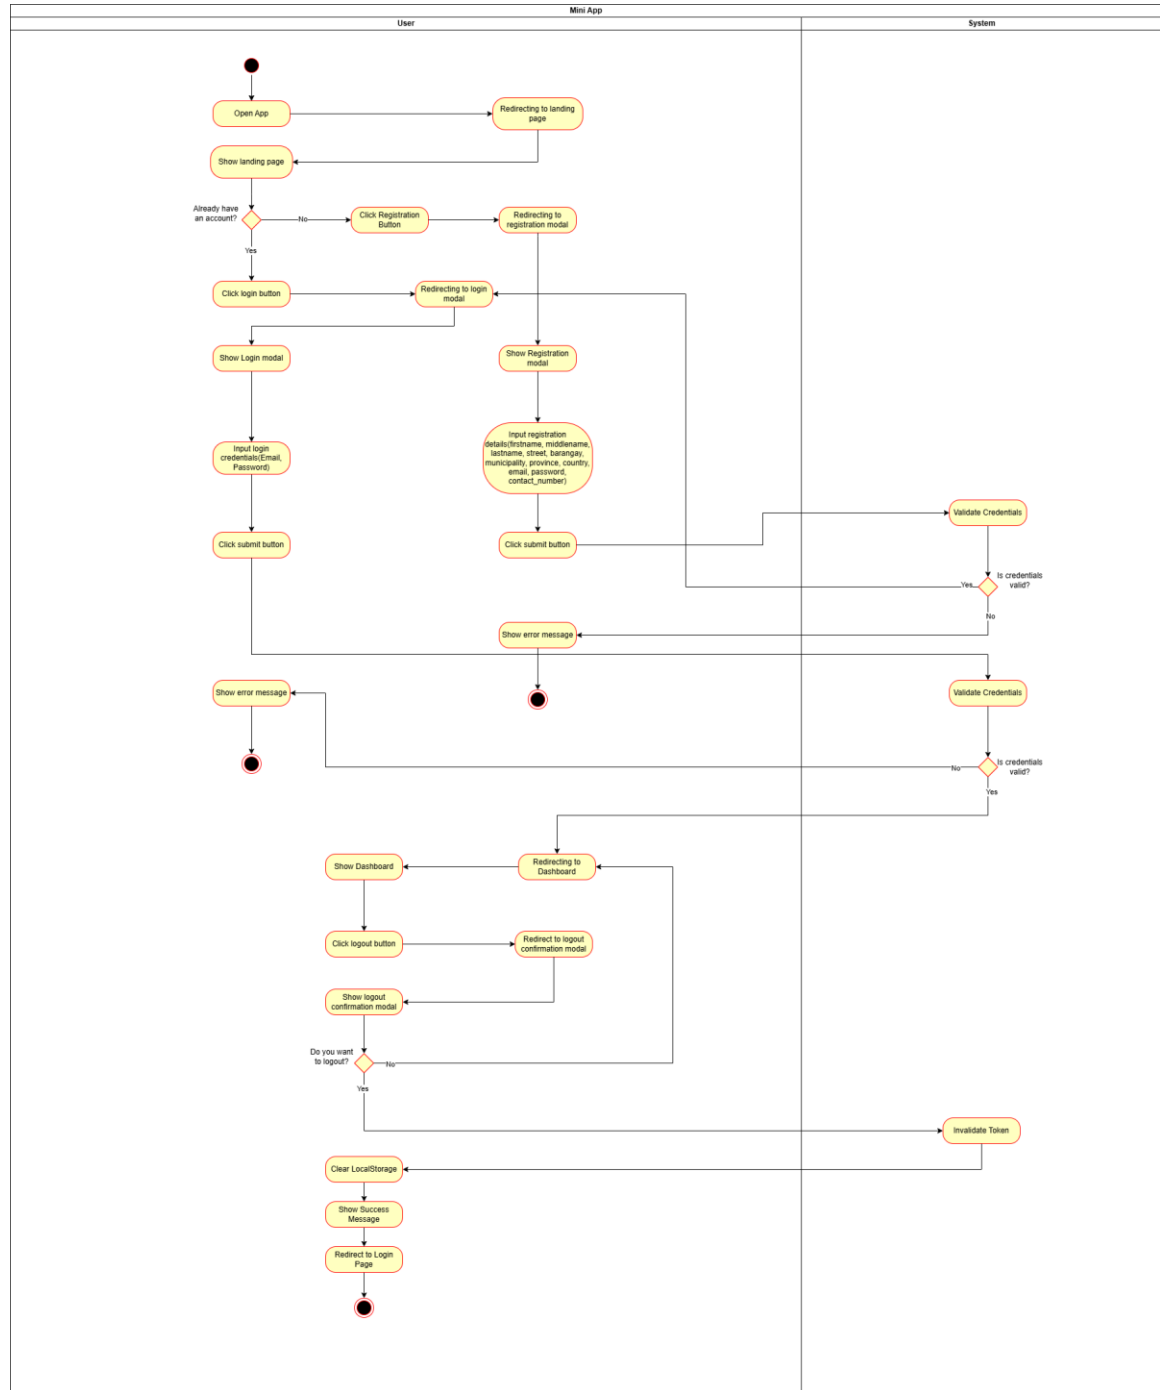 Mini App
User
System
Open App
Redirecting to landing
page
Show landing page
Already have
an account?
No
Click Registration
Button
Redirecting to
registration modal
Yes
Click login button
Redirecting to login
modal
Show Login modal
Show Registration
modal
Input login
credentials(Email,
Password)
Input registration
details(firstname, middlename,
lastname, street, barangay,
municipality, province, country,
email, password,
contact_number)
Validate Credentials
Click submit button
Click submit button
Is credentials
valid?
Yes
No
Show error message
Show error message
Validate Credentials
Is credentials
valid?
No
Yes
Show Dashboard
Redirecting to
Dashboard
Click logout button
Redirect to logout
confirmation modal
Show logout
confirmation modal
Do you want
to logout?
No
Yes
Invalidate Token
Clear LocalStorage
Show Success
Message
Redirect to Login
Page